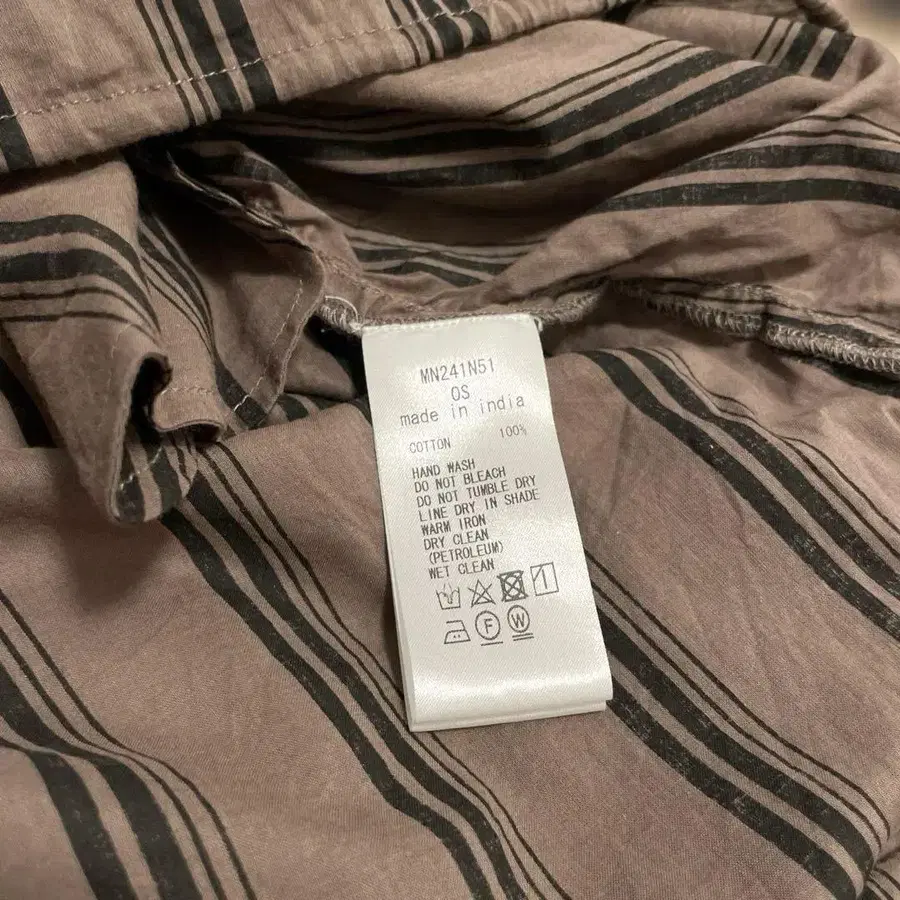 MN241N51
OS
made in india
COTTON 100%
HAND WASH
DO NOT BLEACH
DO NOT TUMBLE DRY
LINE DRY IN SHADE
WARM IRON
DRY CLEAN
(PETROLEUM)
WET CLEAN
F W